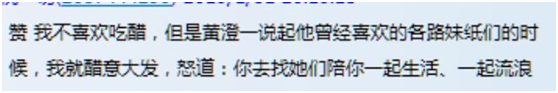 赞 我不喜欢吃醋，但是黄澄一说起他曾经喜欢的各路妹纸们的时
候，我就醋意大发，怒道：你去找她们陪你一起生活、一起流浪